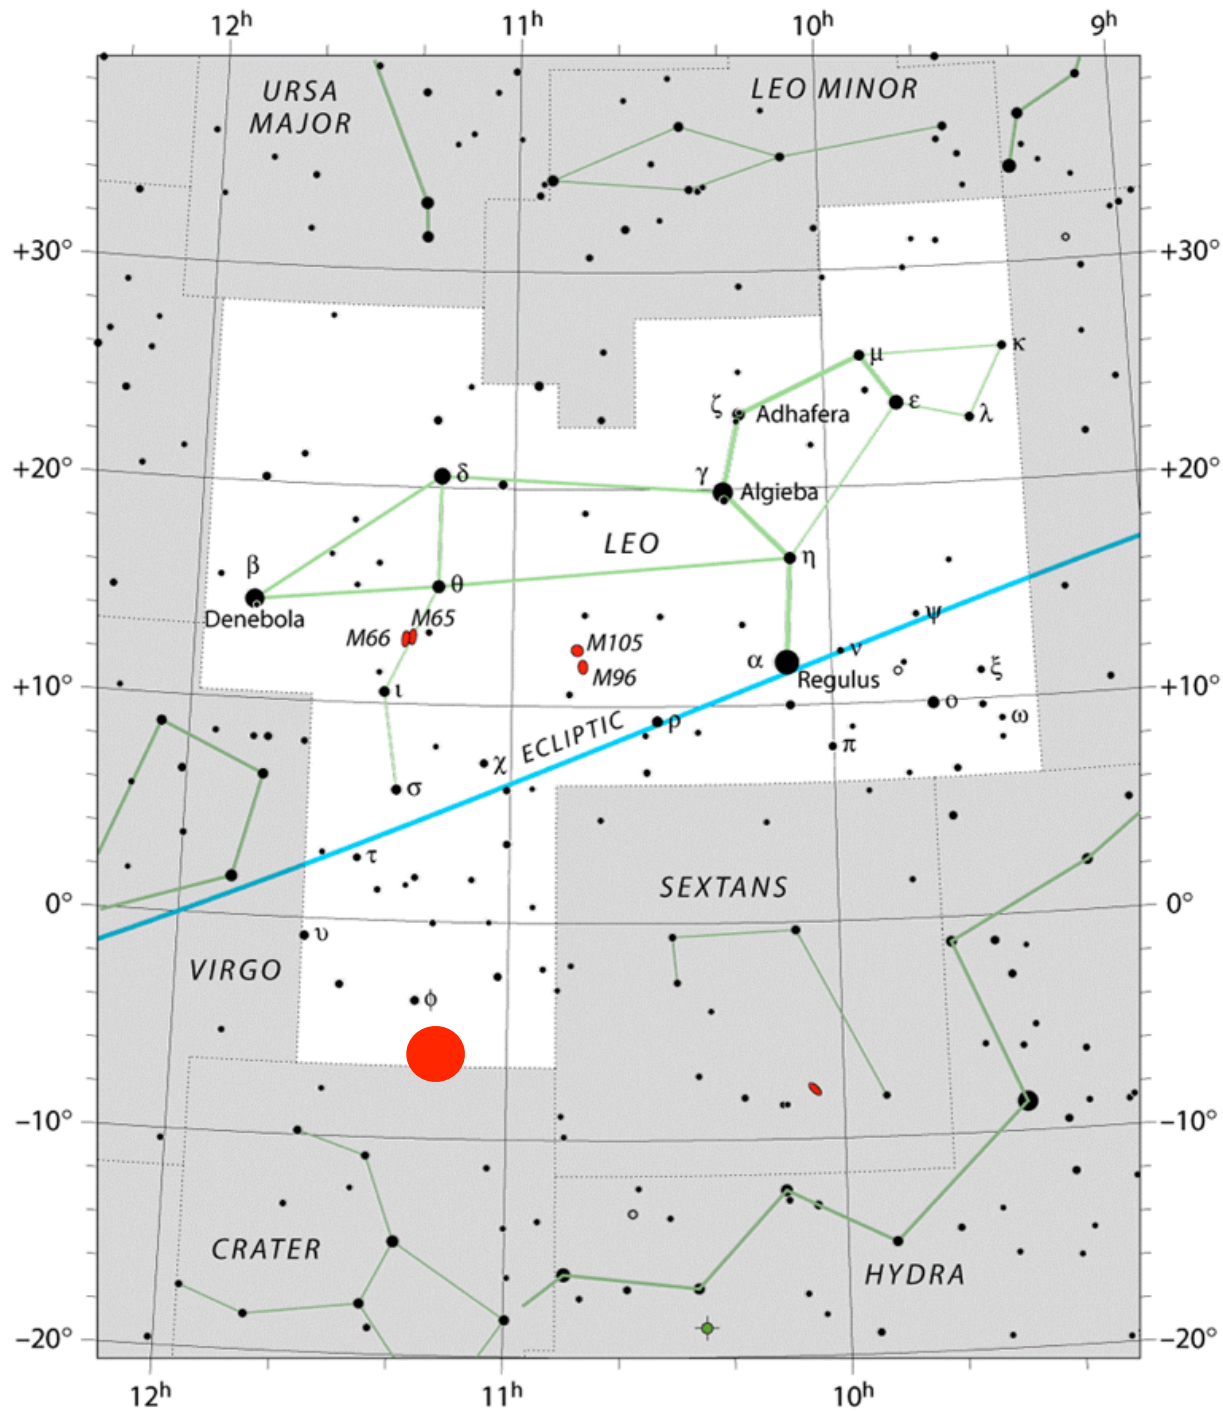 12h 11h 10h 9h
URSA
MAJOR
LEO MINOR
+30° +30°
μ κ
ζ Adhafera ε λ
+20° δ γ Algieba +20°
LEO
β θ η
Denebola M65 ψ
M66 M105 α ν
M96 Regulus ξ
+10° ι ο +10°
ECLIPTIC ρ ω
χ π
σ
τ
SEXTANS
0° 0°
υ
VIRGO
ϕ
−10° −10°
CRATER
HYDRA
−20° −20°
12h 11h 10h